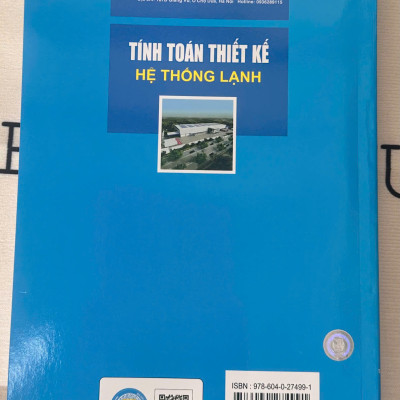 TÍNH TOÁN THIẾT KẾ
HỆ THỐNG LẠNH
ISBN : 978-604-0-27499-1